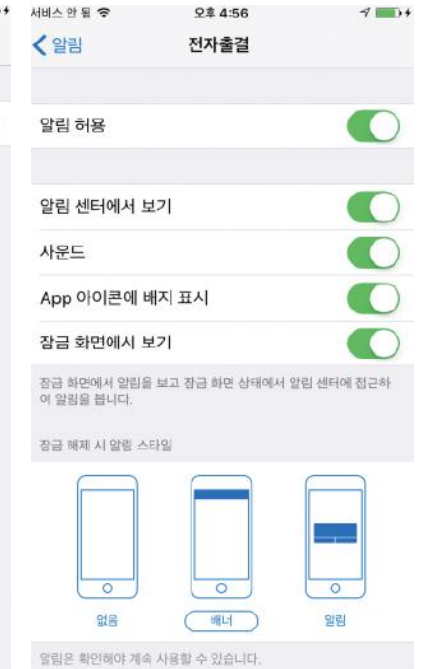 서비스 안 됨
오후 4:56
알림
전자출결
알림 허용
알림 센터에서 보기
사운드
App 아이콘에 배지 표시
잠금 화면에서 보기
잠금 화면에서 알림을 보고 잠금 화면 상태에서 알림 센터에 접근하
여 알림을 봅니다.
잠금 해제 시 알림 스타일
없음
배너
알림
알림은 확인해야 계속 사용할 수 있습니다.